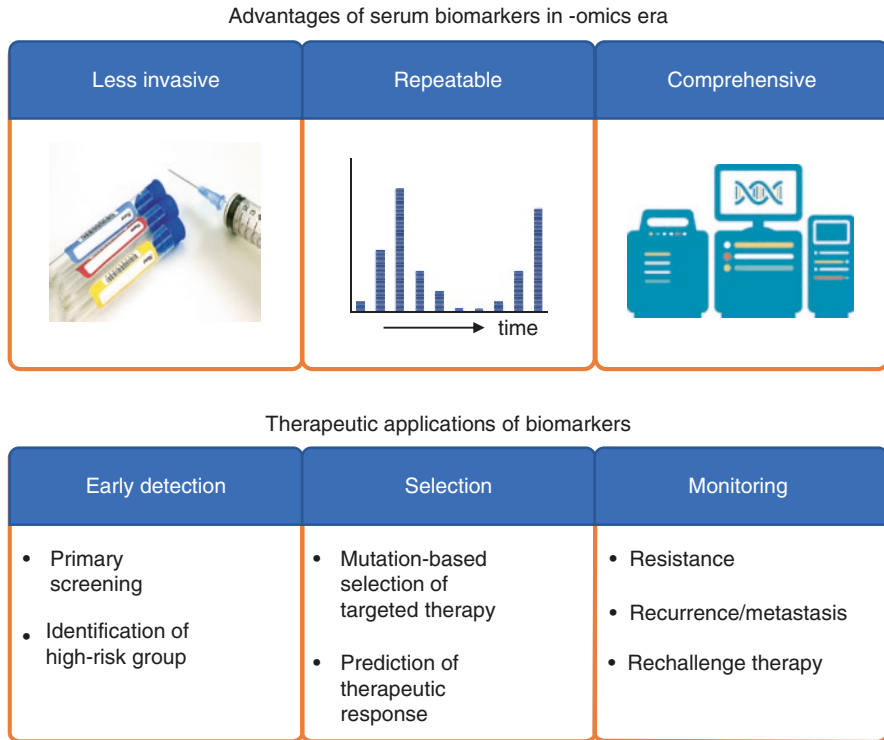 Advantages of serum biomarkers in -omics era
Less invasive
Repeatable
Comprehensive
time
Therapeutic applications of biomarkers
Early detection
Selection
Monitoring
• Primary
screening
• Identification of
high-risk group
• Mutation-based
selection of
targeted therapy
• Prediction of
therapeutic
response
• Resistance
• Recurrence/metastasis
• Rechallenge therapy